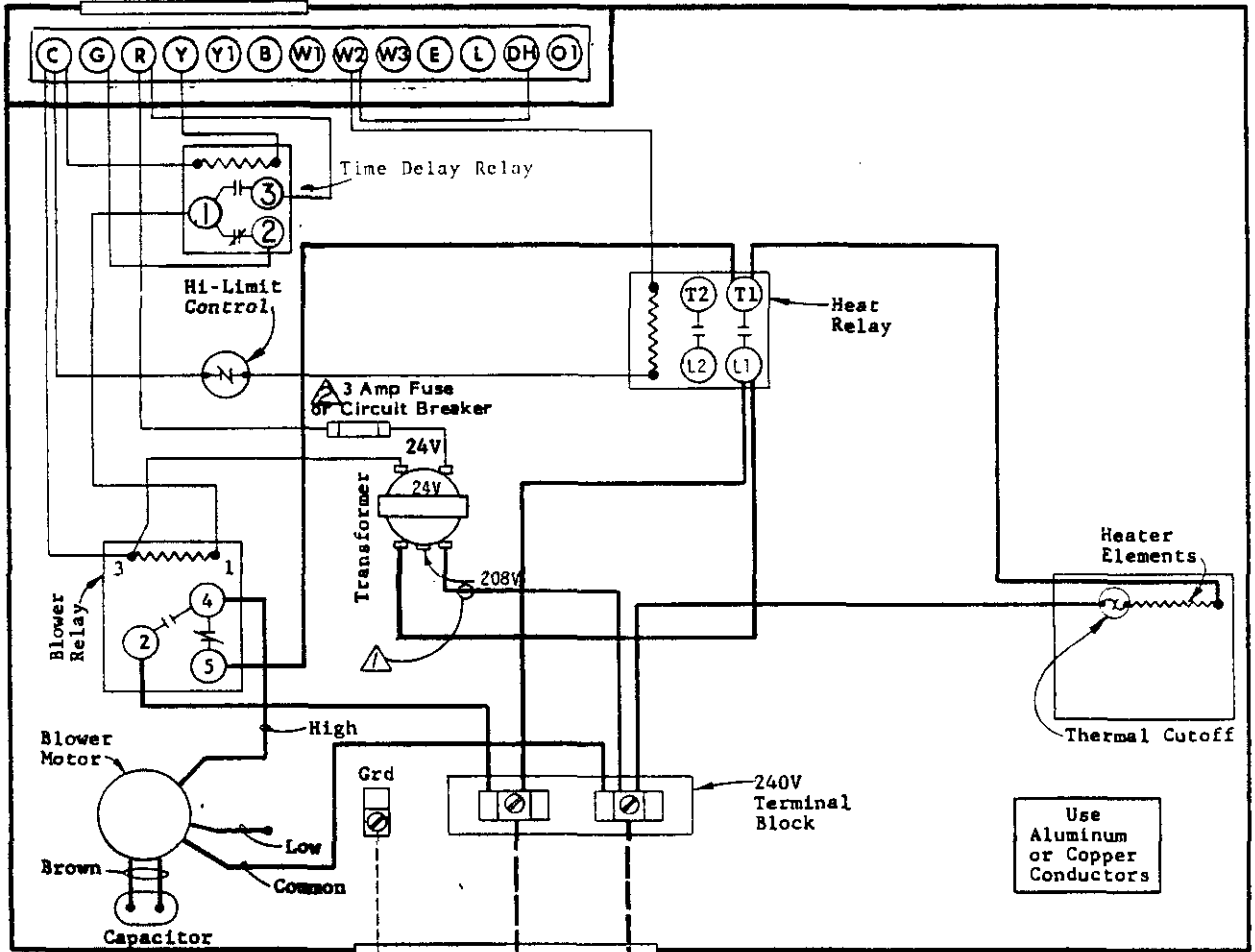 C G R Y Y1 B W1 W2 W3 E L DH O1
Time Delay Relay
3
1
2
Hi-Limit
Control
T2 T1
L2 L1
Heat
Relay
3 Amp Fuse
or Circuit Breaker
24V
24V
Transformer
208V
1
Heater
Elements
Thermal Cutoff
3 1
4
2
5
Blower
Relay
High
Blower
Motor
Low
Common
Brown
Capacitor
Grd
240V
Terminal
Block
Use
Aluminum
or Copper
Conductors